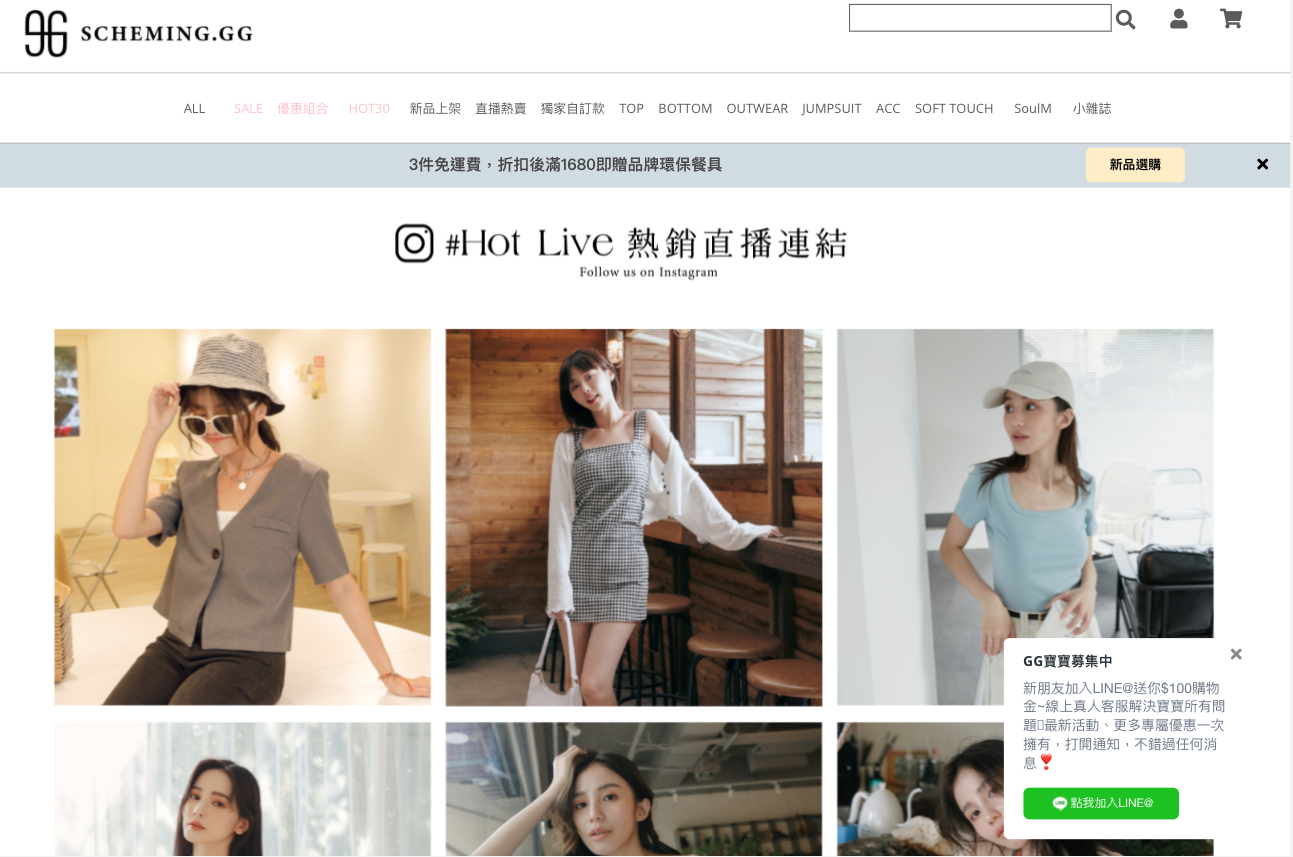 SCHEMING.GG
ALL SALE 優惠組合 HOT30 新品上架 直播熱賣 獨家自訂款 TOP BOTTOM OUTWEAR JUMPSUIT ACC SOFT TOUCH SoulM 小雜誌
3件免運費，折扣後滿1680即贈品牌環保餐具 新品選購
#Hot Live 熱銷直播連結
Follow us on Instagram
GG寶寶募集中
新朋友加入LINE@送你$100購物
金~線上真人客服解決寶寶所有問
題▯最新活動、更多專屬優惠一次
擁有，打開通知，不錯過任何消
息❣️
點我加入LINE@